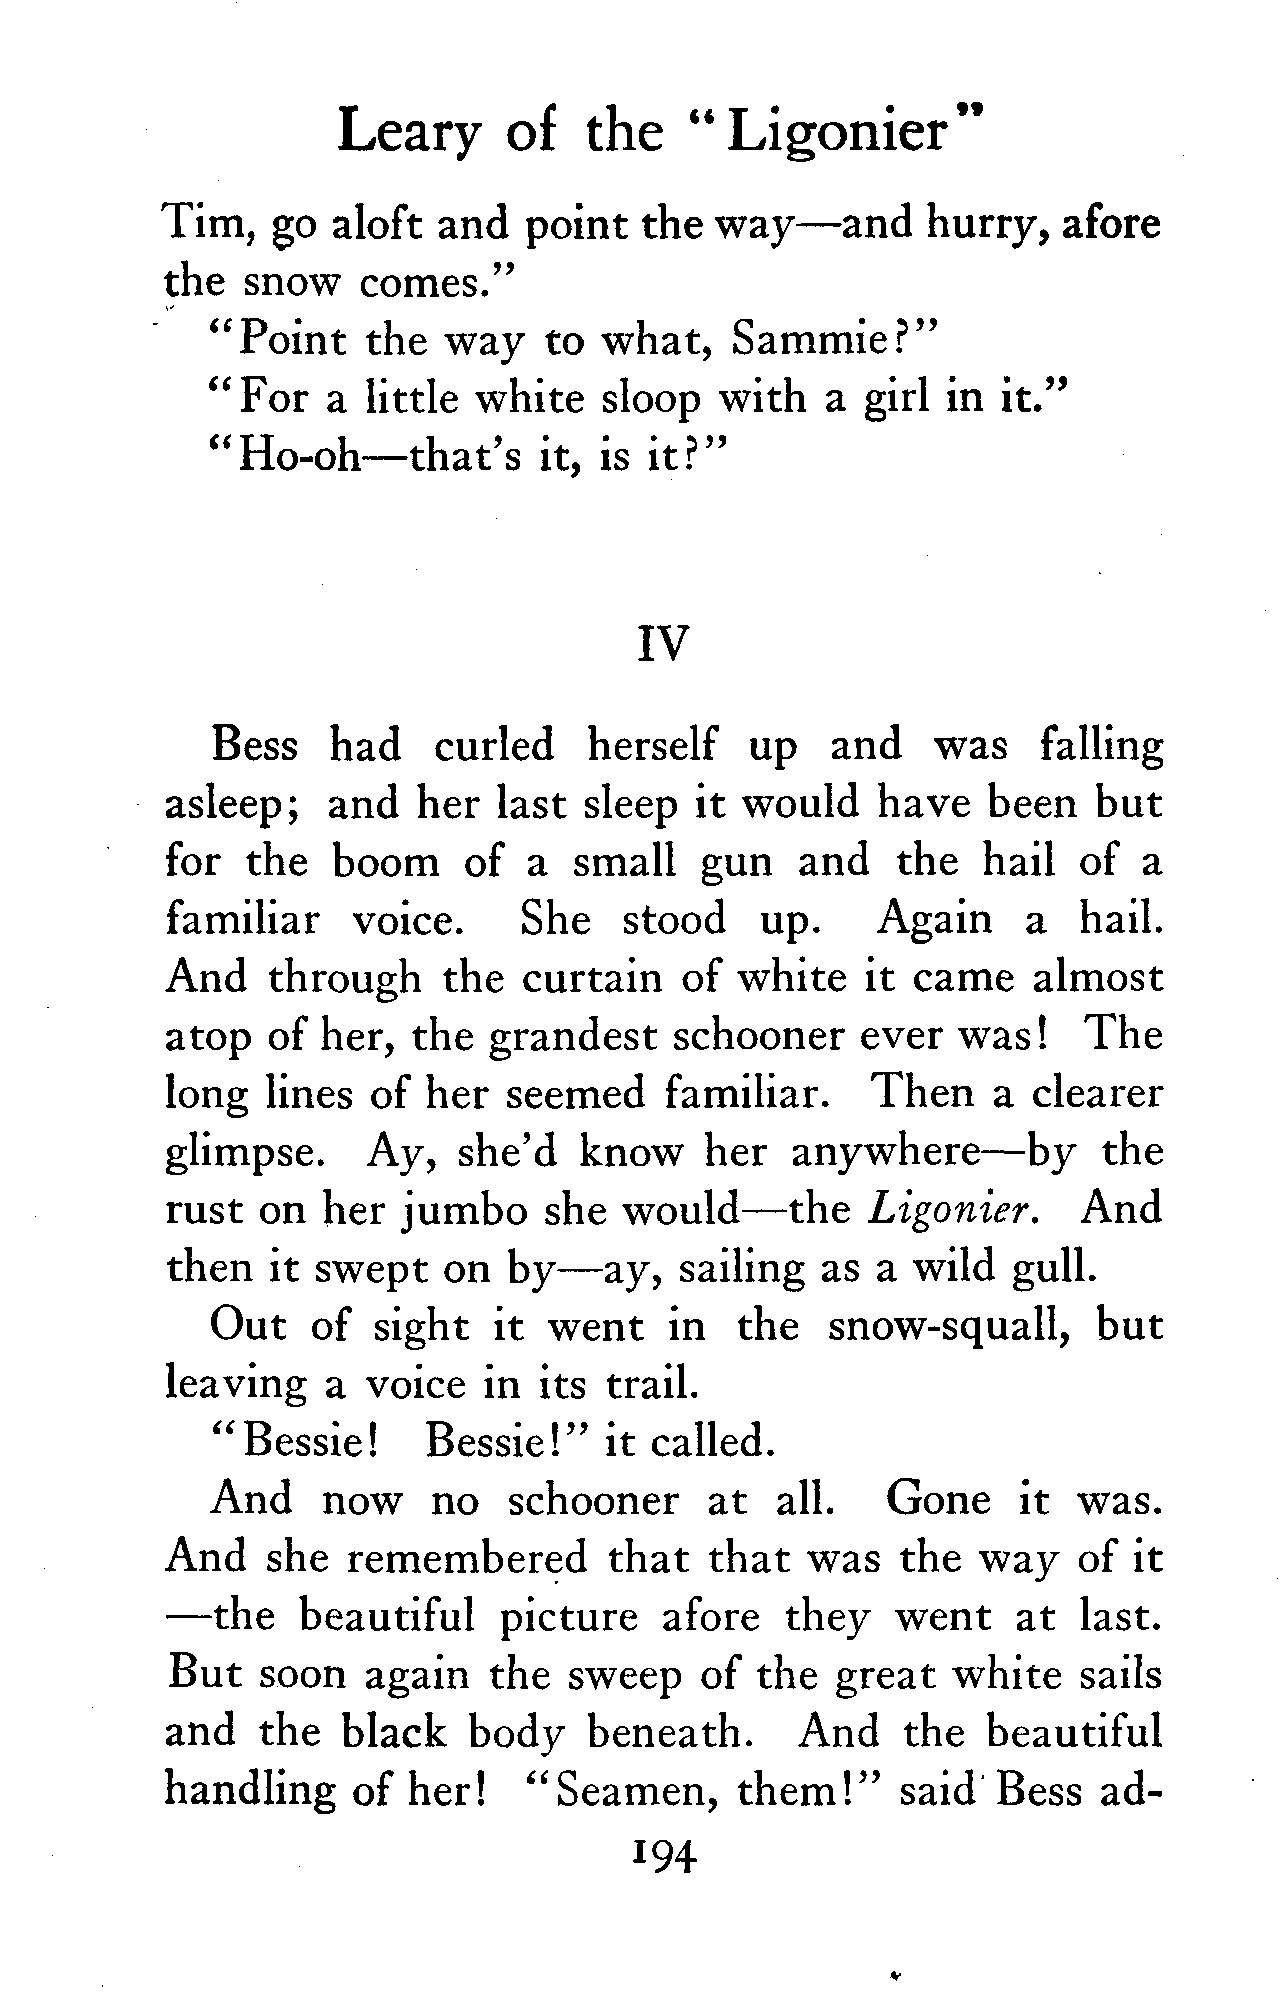 Leary of the "Ligonier"
Tim, go aloft and point the way—and hurry, afore
the snow comes."
"Point the way to what, Sammie?"
"For a little white sloop with a girl in it."
"Ho-oh—that's it, is it?"
IV
Bess had curled herself up and was falling
asleep; and her last sleep it would have been but
for the boom of a small gun and the hail of a
familiar voice. She stood up. Again a hail.
And through the curtain of white it came almost
atop of her, the grandest schooner ever was! The
long lines of her seemed familiar. Then a clearer
glimpse. Ay, she'd know her anywhere—by the
rust on her jumbo she would—the Ligonier. And
then it swept on by—ay, sailing as a wild gull.
Out of sight it went in the snow-squall, but
leaving a voice in its trail.
"Bessie! Bessie!" it called.
And now no schooner at all. Gone it was.
And she remembered that that was the way of it
—the beautiful picture afore they went at last.
But soon again the sweep of the great white sails
and the black body beneath. And the beautiful
handling of her! "Seamen, them!" said Bess ad-
194